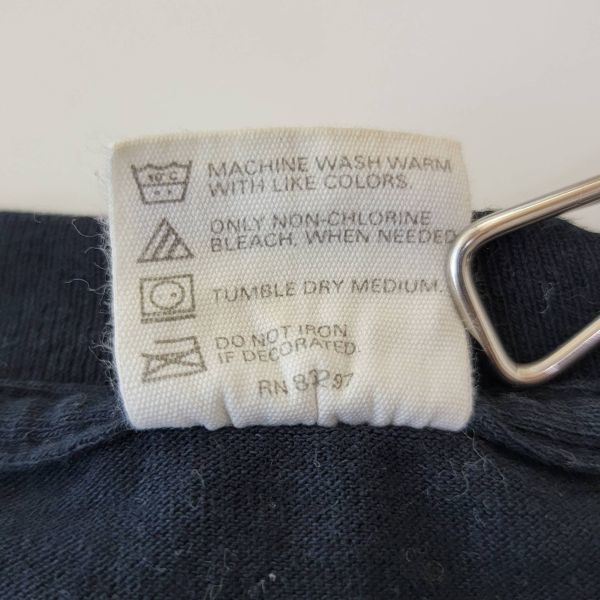 40°C
MACHINE WASH WARM
WITH LIKE COLORS.
ONLY NON-CHLORINE
BLEACH, WHEN NEEDED
TUMBLE DRY MEDIUM.
DO NOT IRON
IF DECORATED.
RN